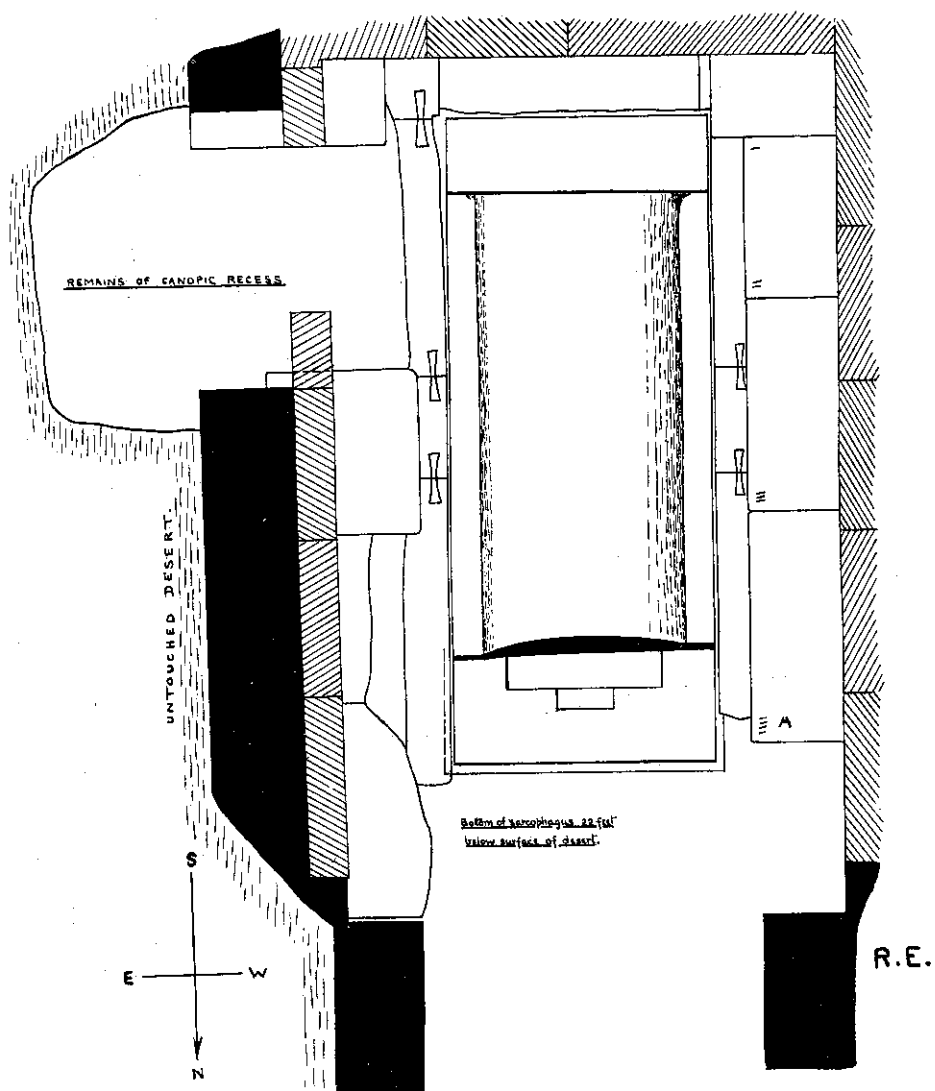 REMAINS OF CANOPIC RECESS
UNTOUCHED DESERT.
A
Bottom of sarcophagus 22 feet
below surface of desert.
S
E W
N
R.E.